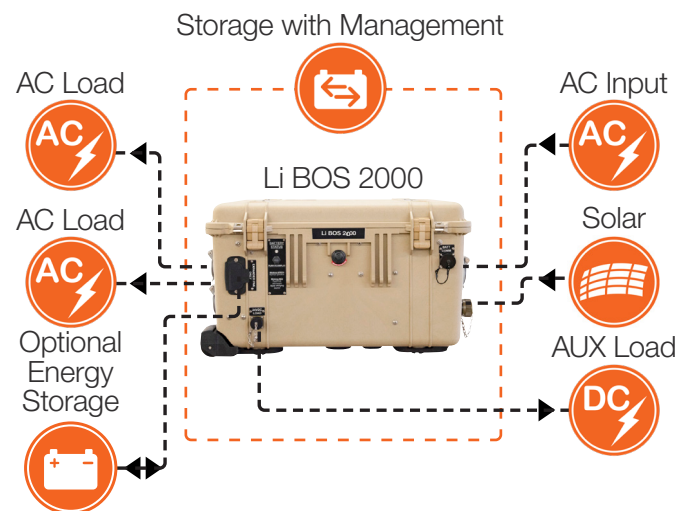 Storage with Management
AC Load
AC
AC Input
AC
Li BOS 2000
LI BOS 2000
AC Load
AC
Solar
Optional
Energy
Storage
+ −
AUX Load
DC